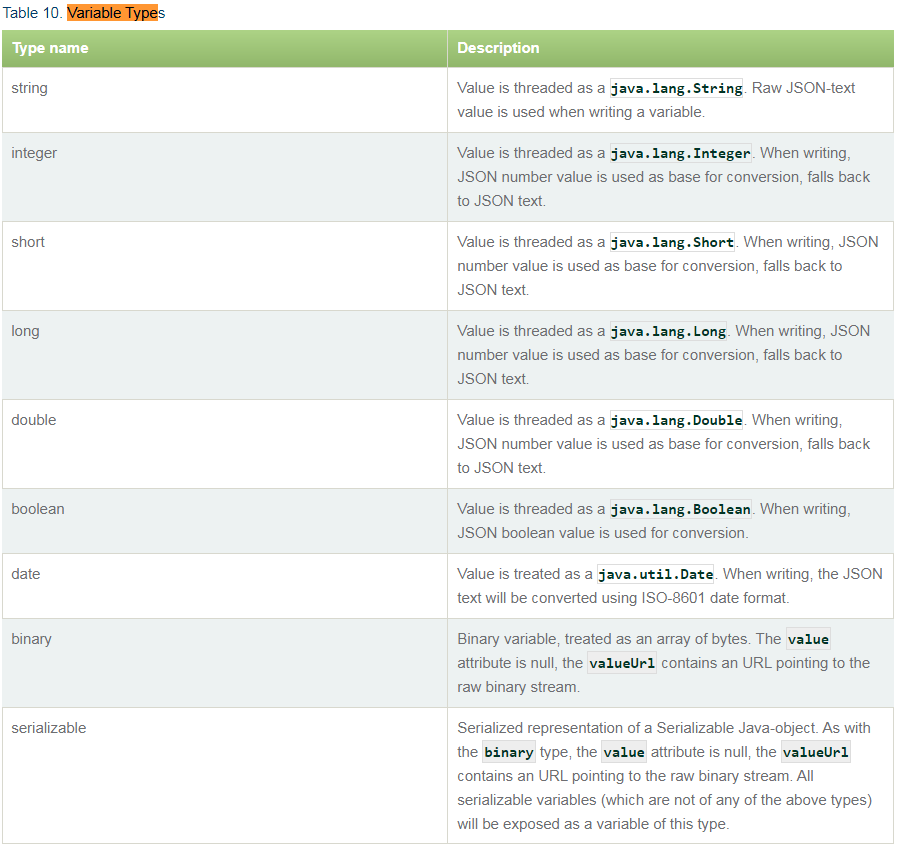 Table 10. Variable Types
Type name Description
string Value is threaded as a java.lang.String. Raw JSON-text
value is used when writing a variable.
integer Value is threaded as a java.lang.Integer. When writing,
JSON number value is used as base for conversion, falls back
to JSON text.
short Value is threaded as a java.lang.Short. When writing, JSON
number value is used as base for conversion, falls back to
JSON text.
long Value is threaded as a java.lang.Long. When writing, JSON
number value is used as base for conversion, falls back to
JSON text.
double Value is threaded as a java.lang.Double. When writing,
JSON number value is used as base for conversion, falls back
to JSON text.
boolean Value is threaded as a java.lang.Boolean. When writing,
JSON boolean value is used for conversion.
date Value is treated as a java.util.Date. When writing, the JSON
text will be converted using ISO-8601 date format.
binary Binary variable, treated as an array of bytes. The value
attribute is null, the valueUrl contains an URL pointing to the
raw binary stream.
serializable Serialized representation of a Serializable Java-object. As with
the binary type, the value attribute is null, the valueUrl
contains an URL pointing to the raw binary stream. All
serializable variables (which are not of any of the above types)
will be exposed as a variable of this type.